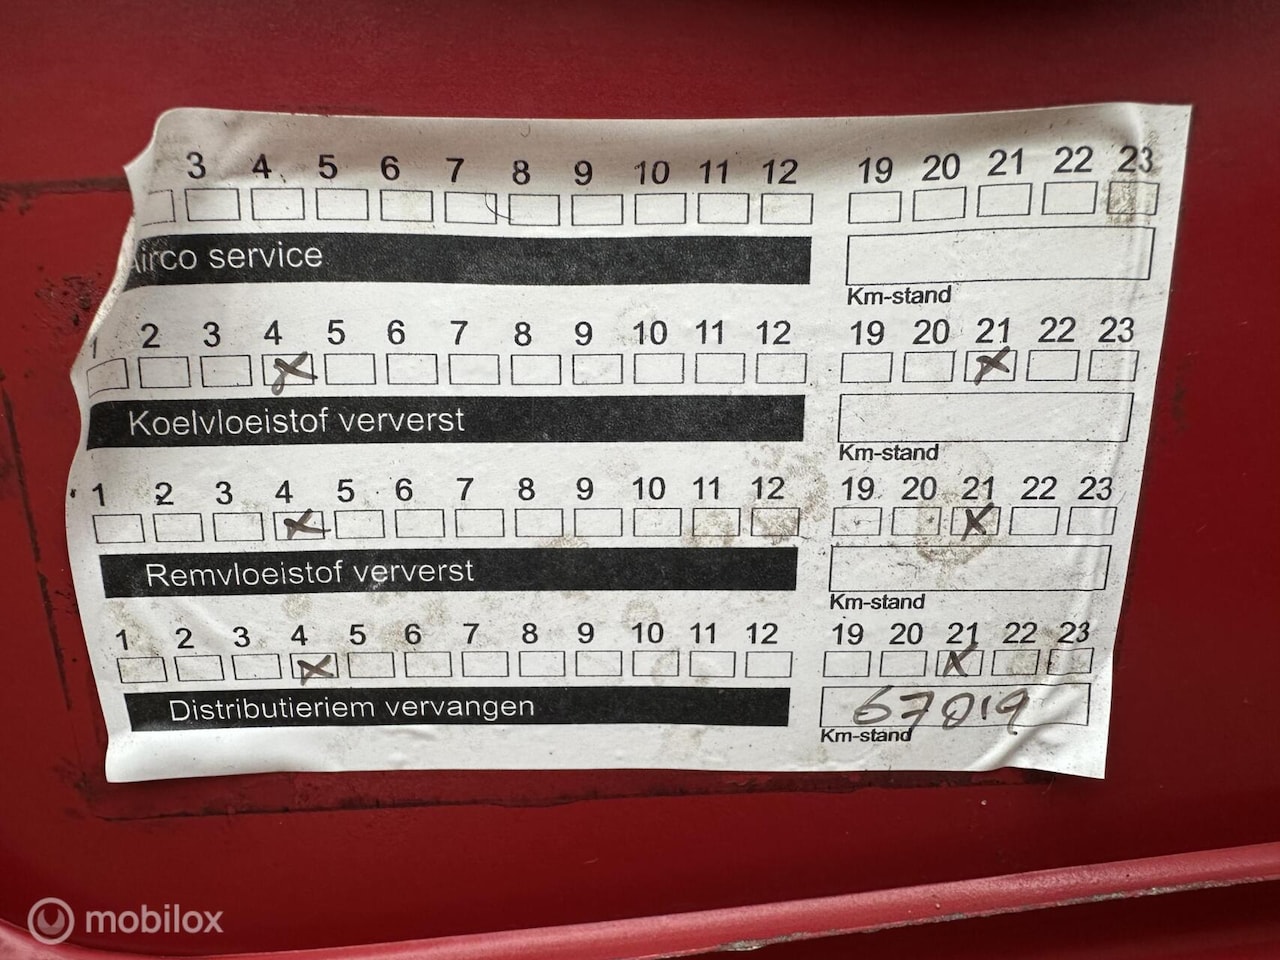 3 4 5 6 7 8 9 10 11 12 19 20 21 22 23
Airco service
Km-stand
1 2 3 4 5 6 7 8 9 10 11 12 19 20 21 22 23
Koelvloeistof ververst
Km-stand
1 2 3 4 5 6 7 8 9 10 11 12 19 20 21 22 23
Remvloeistof ververst
Km-stand
1 2 3 4 5 6 7 8 9 10 11 12 19 20 21 22 23
Distributieriem vervangen
67019
Km-stand
mobilox